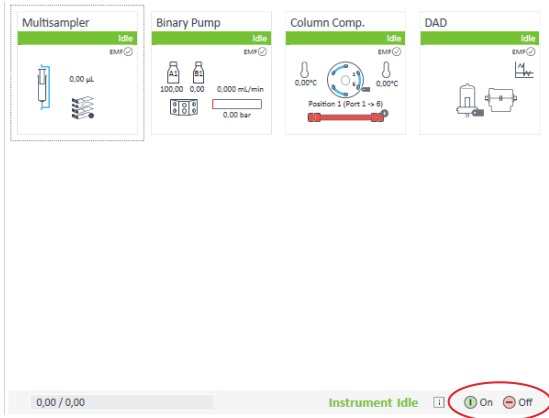 Multisampler
Idle
EMF
0,00 µL
Binary Pump
Idle
EMF
A1 B1
100,00 0,00 0,000 mL/min
0,00 bar
Column Comp.
Idle
EMF
0,00°C 1 6 0,00°C
Position 1 (Port 1 -> 6)
DAD
Idle
EMF
0,00 / 0,00 Instrument Idle i On Off